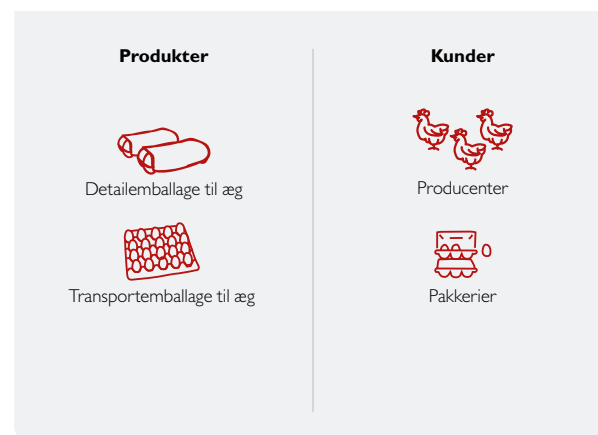 Produkter
Detailemballage til æg
Transportemballage til æg
Kunder
Producenter
Pakkerier